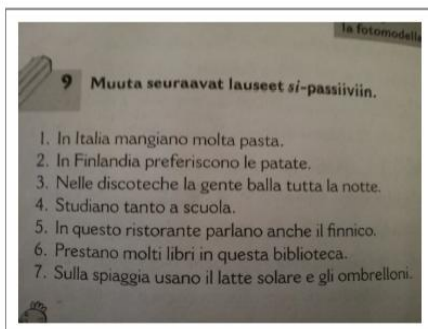 la fotomodella
9 Muuta seuraavat lauseet si-passiiviin.
1. In Italia mangiano molta pasta.
2. In Finlandia preferiscono le patate.
3. Nelle discoteche la gente balla tutta la notte.
4. Studiano tanto a scuola.
5. In questo ristorante parlano anche il finnico.
6. Prestano molti libri in questa biblioteca.
7. Sulla spiaggia usano il latte solare e gli ombrelloni.